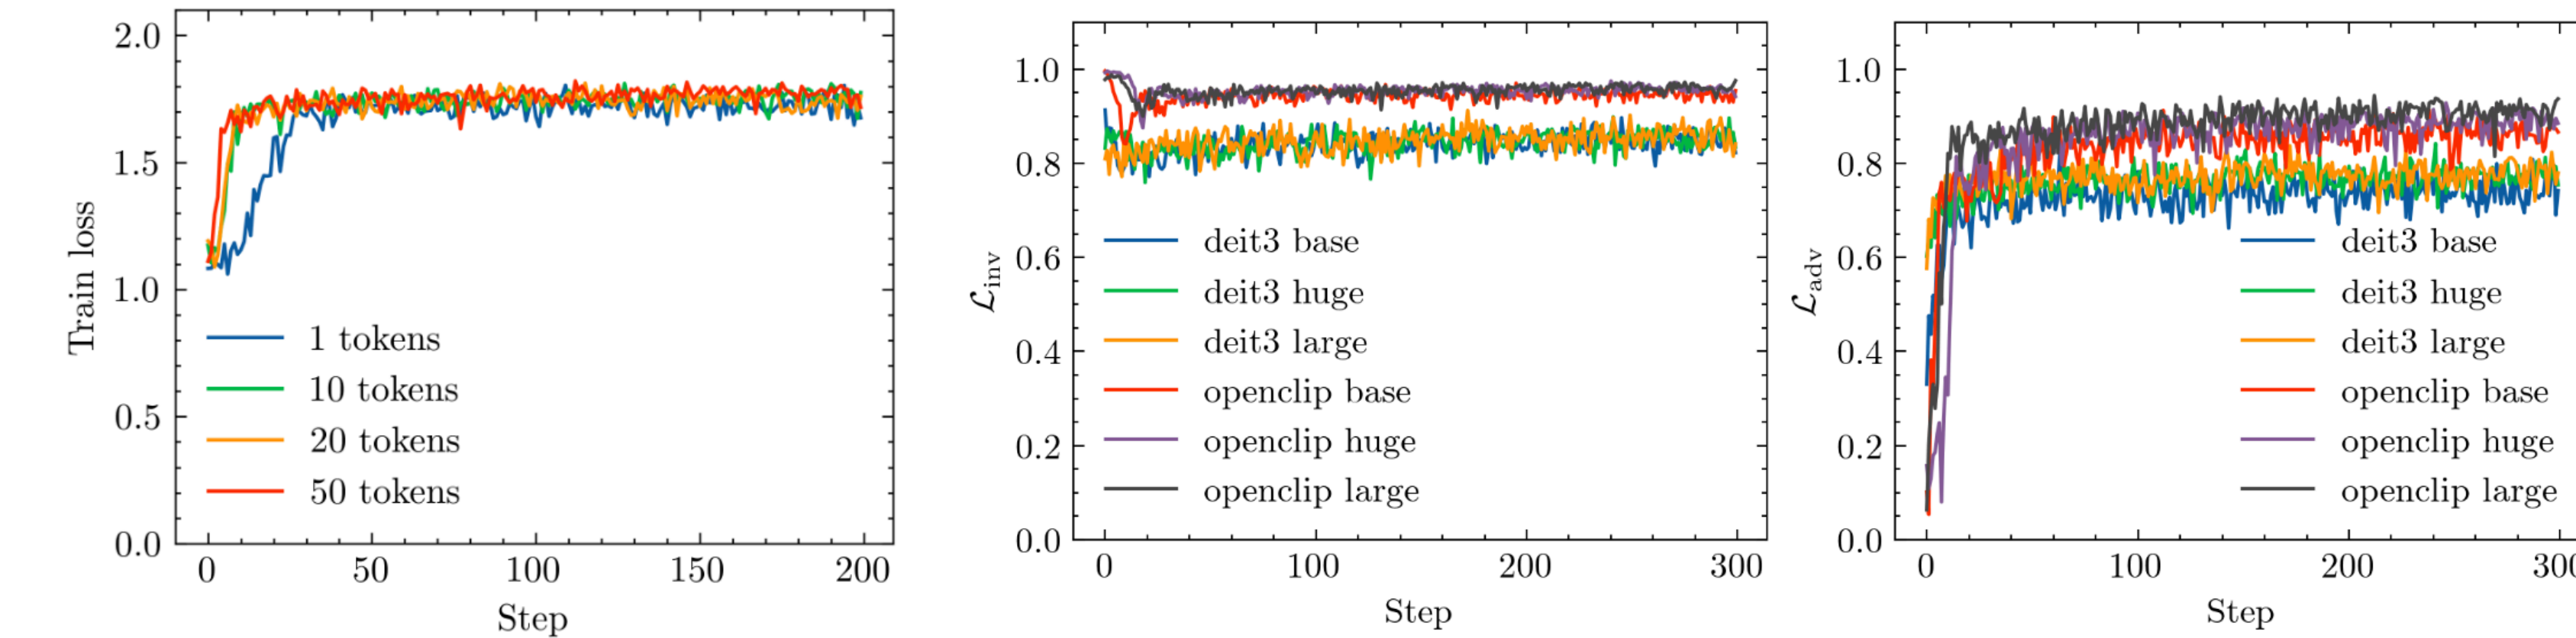 Train loss
2.0
1.5
1.0
0.5
0.0
1 tokens
10 tokens
20 tokens
50 tokens
0 50 100 150 200
Step
ℒinv
1.0
0.8
0.6
0.4
0.2
0.0
deit3 base
deit3 huge
deit3 large
openclip base
openclip huge
openclip large
0 100 200 300
Step
ℒadv
1.0
0.8
0.6
0.4
0.2
0.0
deit3 base
deit3 huge
deit3 large
openclip base
openclip huge
openclip large
0 100 200 300
Step